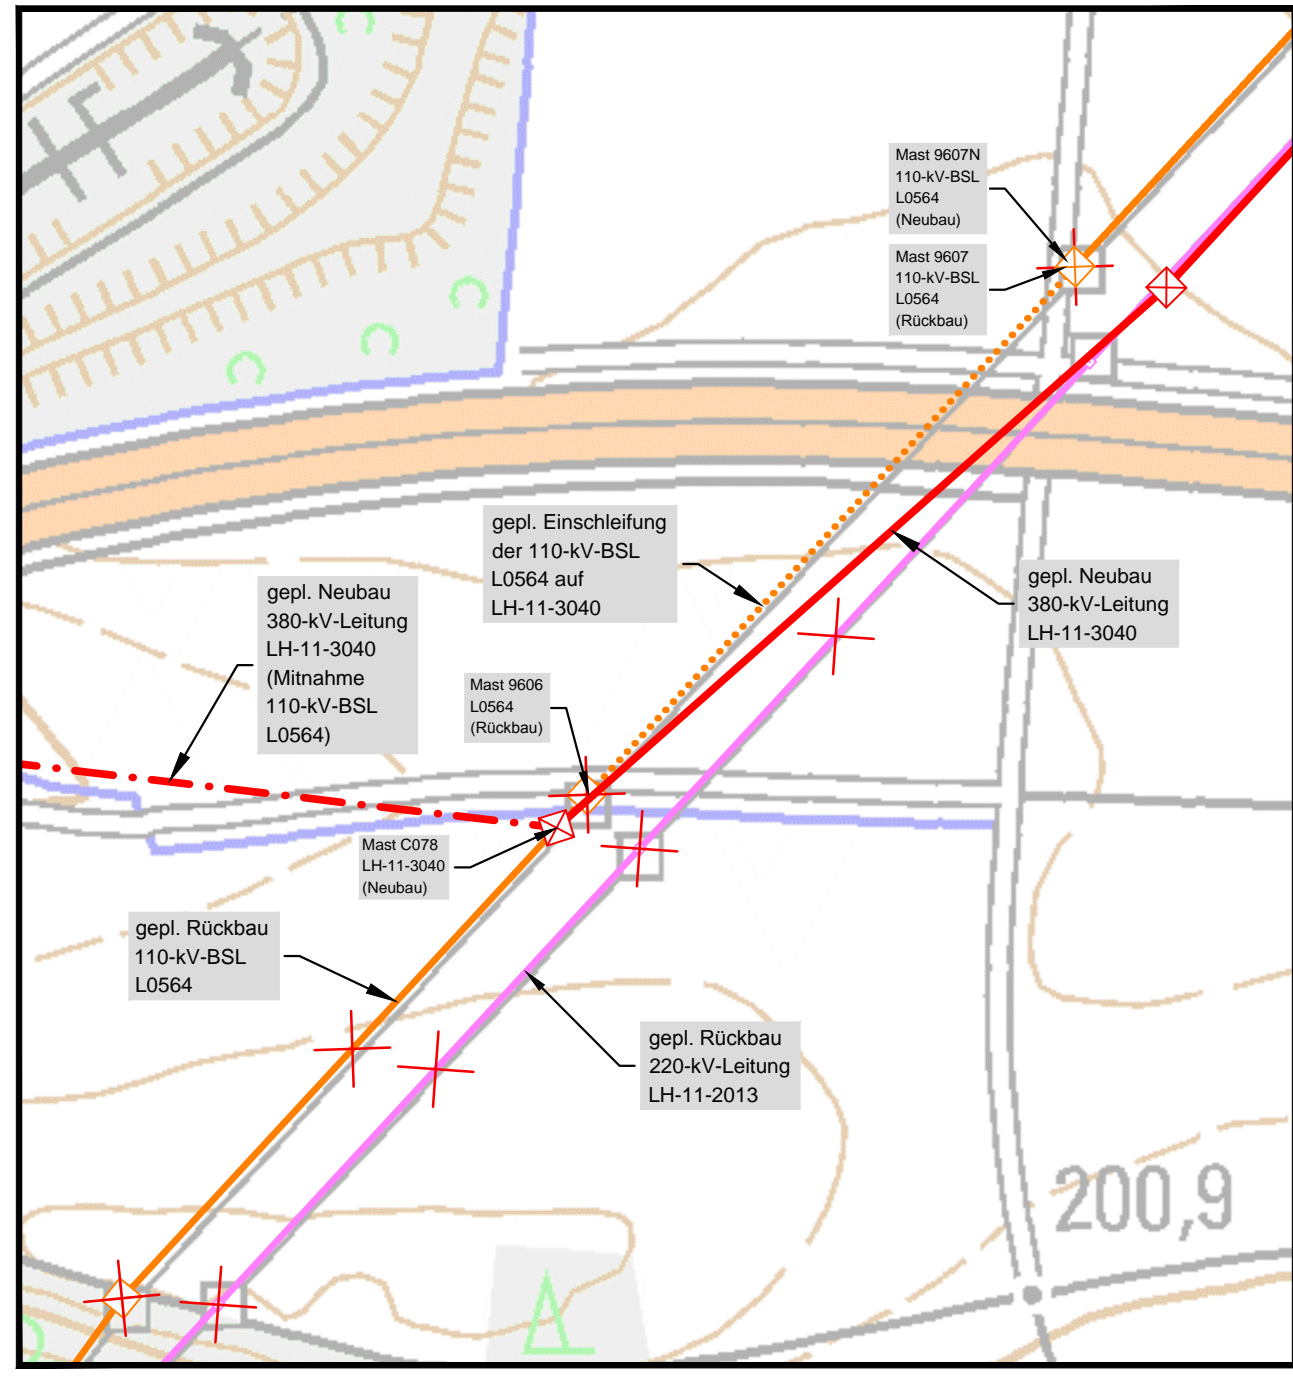 Mast 9607N
110-kV-BSL
L0564
(Neubau)
Mast 9607
110-kV-BSL
L0564
(Rückbau)
gepl. Einschleifung
der 110-kV-BSL
L0564 auf
LH-11-3040
gepl. Neubau
380-kV-Leitung
LH-11-3040
gepl. Neubau
380-kV-Leitung
LH-11-3040
(Mitnahme
110-kV-BSL
L0564)
Mast 9606
L0564
(Rückbau)
Mast C078
LH-11-3040
(Neubau)
gepl. Rückbau
110-kV-BSL
L0564
gepl. Rückbau
220-kV-Leitung
LH-11-2013
200,9